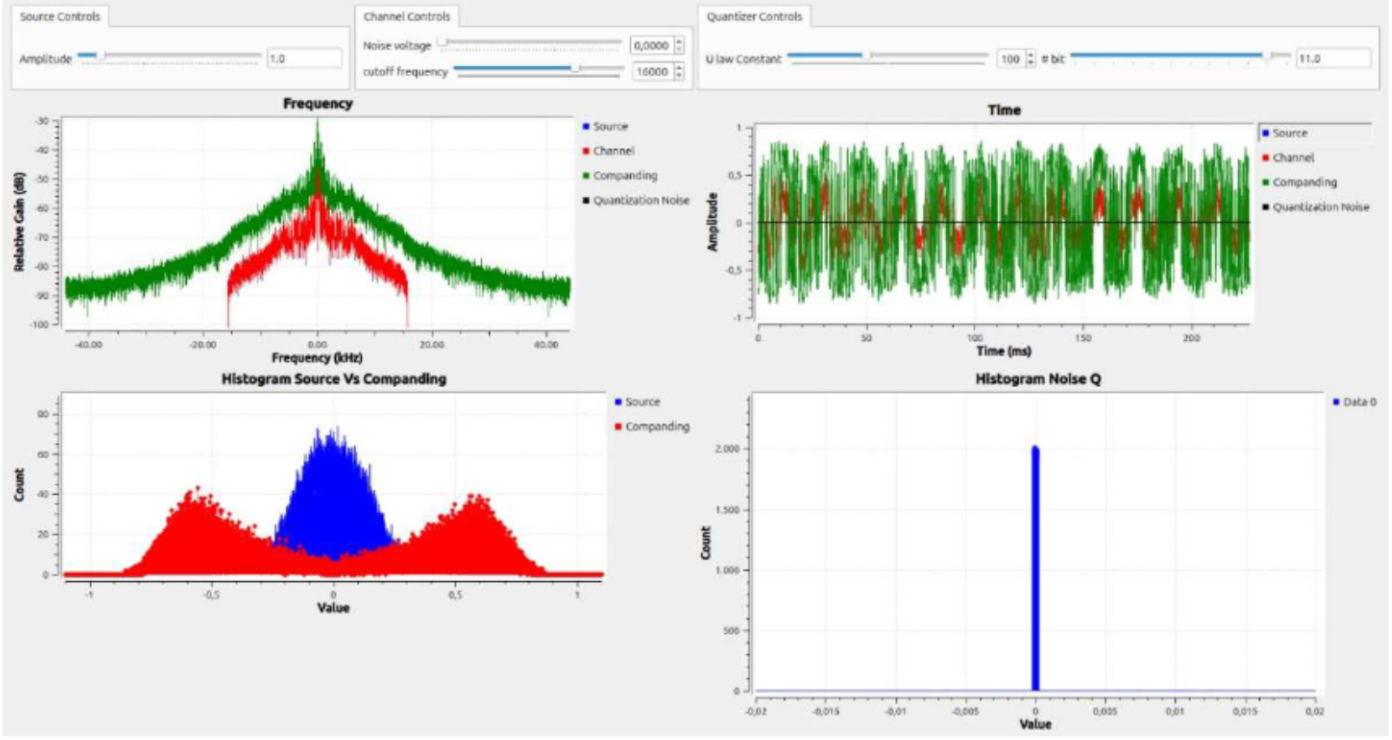 Source Controls
Amplitude 1.0
Channel Controls
Noise voltage 0,0000
cutoff frequency 16000
Quantizer Controls
U law Constant 100 # bit 11.0
Frequency
Relative Gain (dB)
-30
-40
-50
-60
-70
-80
-90
-100
-40.00 -20.00 0.00 20.00 40.00
Frequency (kHz)
Source
Channel
Companding
Quantization Noise
Time
Amplitude
1
0,5
0
-0,5
-1
0 50 100 150 200
Time (ms)
Source
Channel
Companding
Quantization Noise
Histogram Source Vs Companding
Count
80
60
40
20
0
-1 -0,5 0 0,5 1
Value
Source
Companding
Histogram Noise Q
Count
2.000
1.500
1.000
500
0
-0,02 -0,015 -0,01 -0,005 0 0,005 0,01 0,015 0,02
Value
Data 0